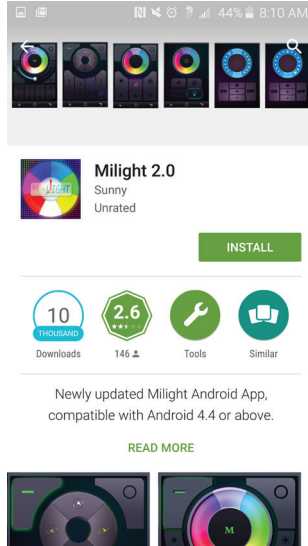 44% 8:10 AM
Milight 2.0
Sunny
Unrated
INSTALL
10
THOUSAND
2.6
Downloads
146
Tools
Similar
Newly updated Milight Android App,
compatible with Android 4.4 or above.
READ MORE
M